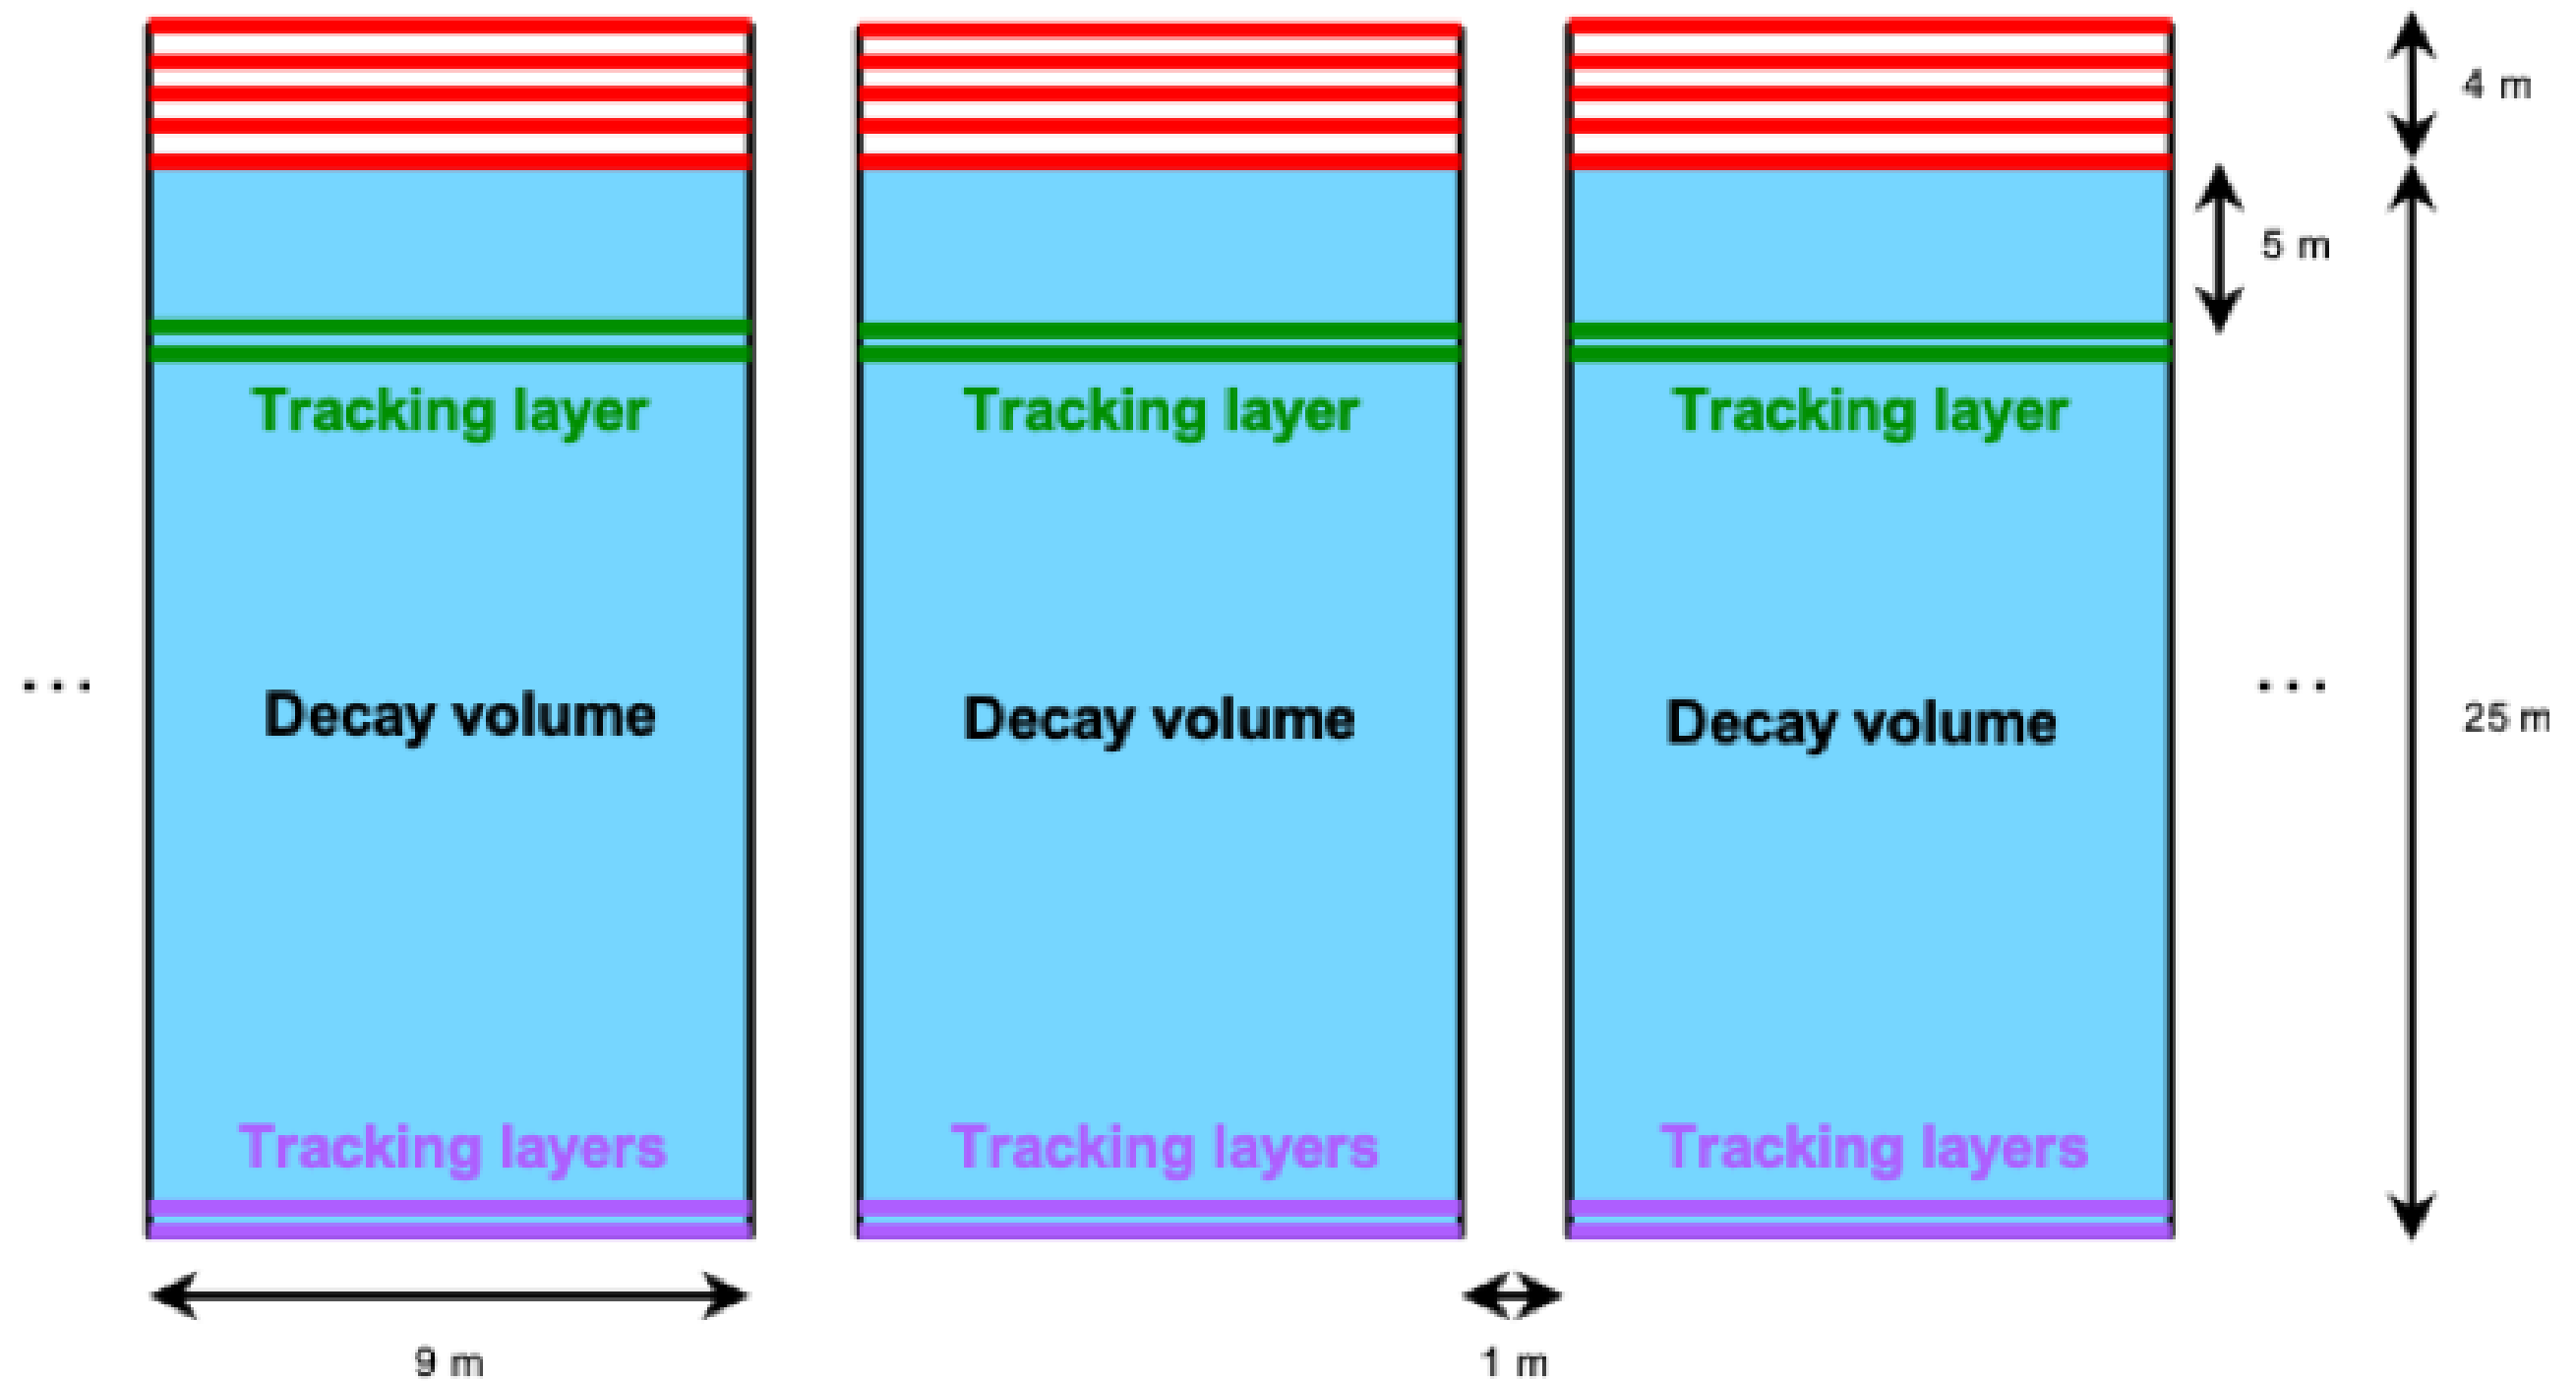 4 m
5 m
Tracking layer Tracking layer Tracking layer
... ...
Decay volume Decay volume Decay volume
25 m
Tracking layers Tracking layers Tracking layers
9 m 1 m